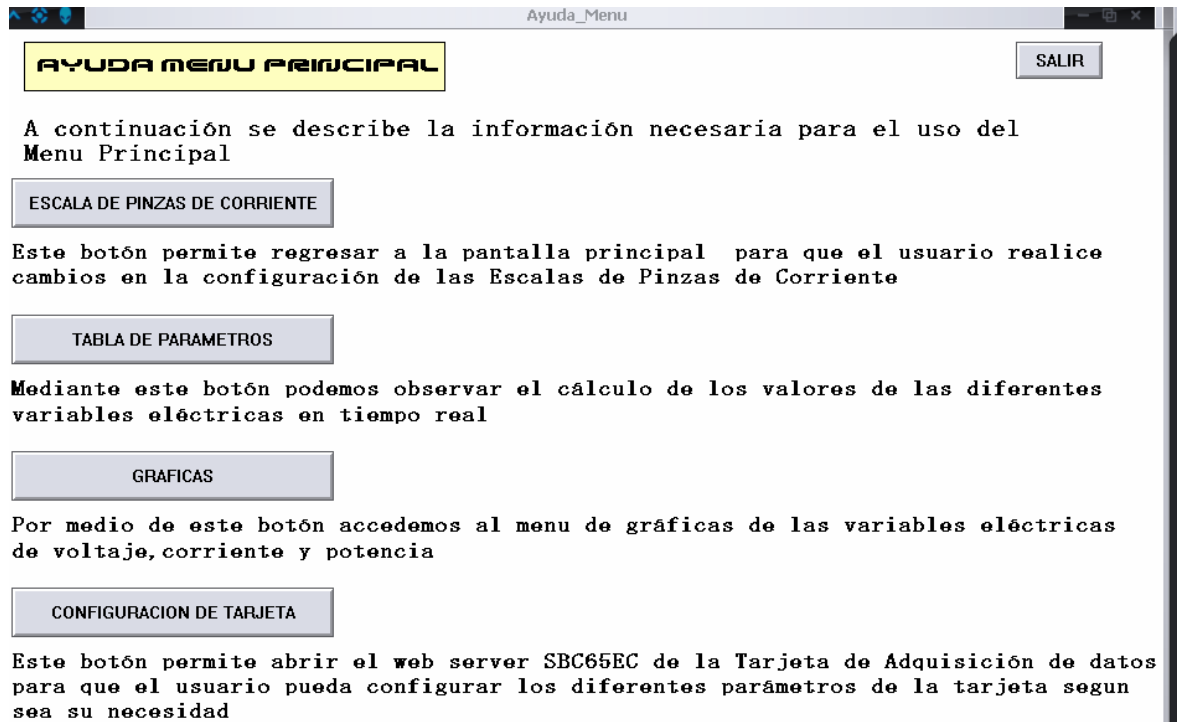 Ayuda_Menu
AYUDA MENU PRINCIPAL
SALIR
A continuación se describe la información necesaria para el uso del
Menu Principal
ESCALA DE PINZAS DE CORRIENTE
Este botón permite regresar a la pantalla principal para que el usuario realice
cambios en la configuración de las Escalas de Pinzas de Corriente
TABLA DE PARAMETROS
Mediante este botón podemos observar el cálculo de los valores de las diferentes
variables eléctricas en tiempo real
GRAFICAS
Por medio de este botón accedemos al menu de gráficas de las variables eléctricas
de voltaje,corriente y potencia
CONFIGURACION DE TARJETA
Este botón permite abrir el web server SBC65EC de la Tarjeta de Adquisición de datos
para que el usuario pueda configurar los diferentes parámetros de la tarjeta segun
sea su necesidad